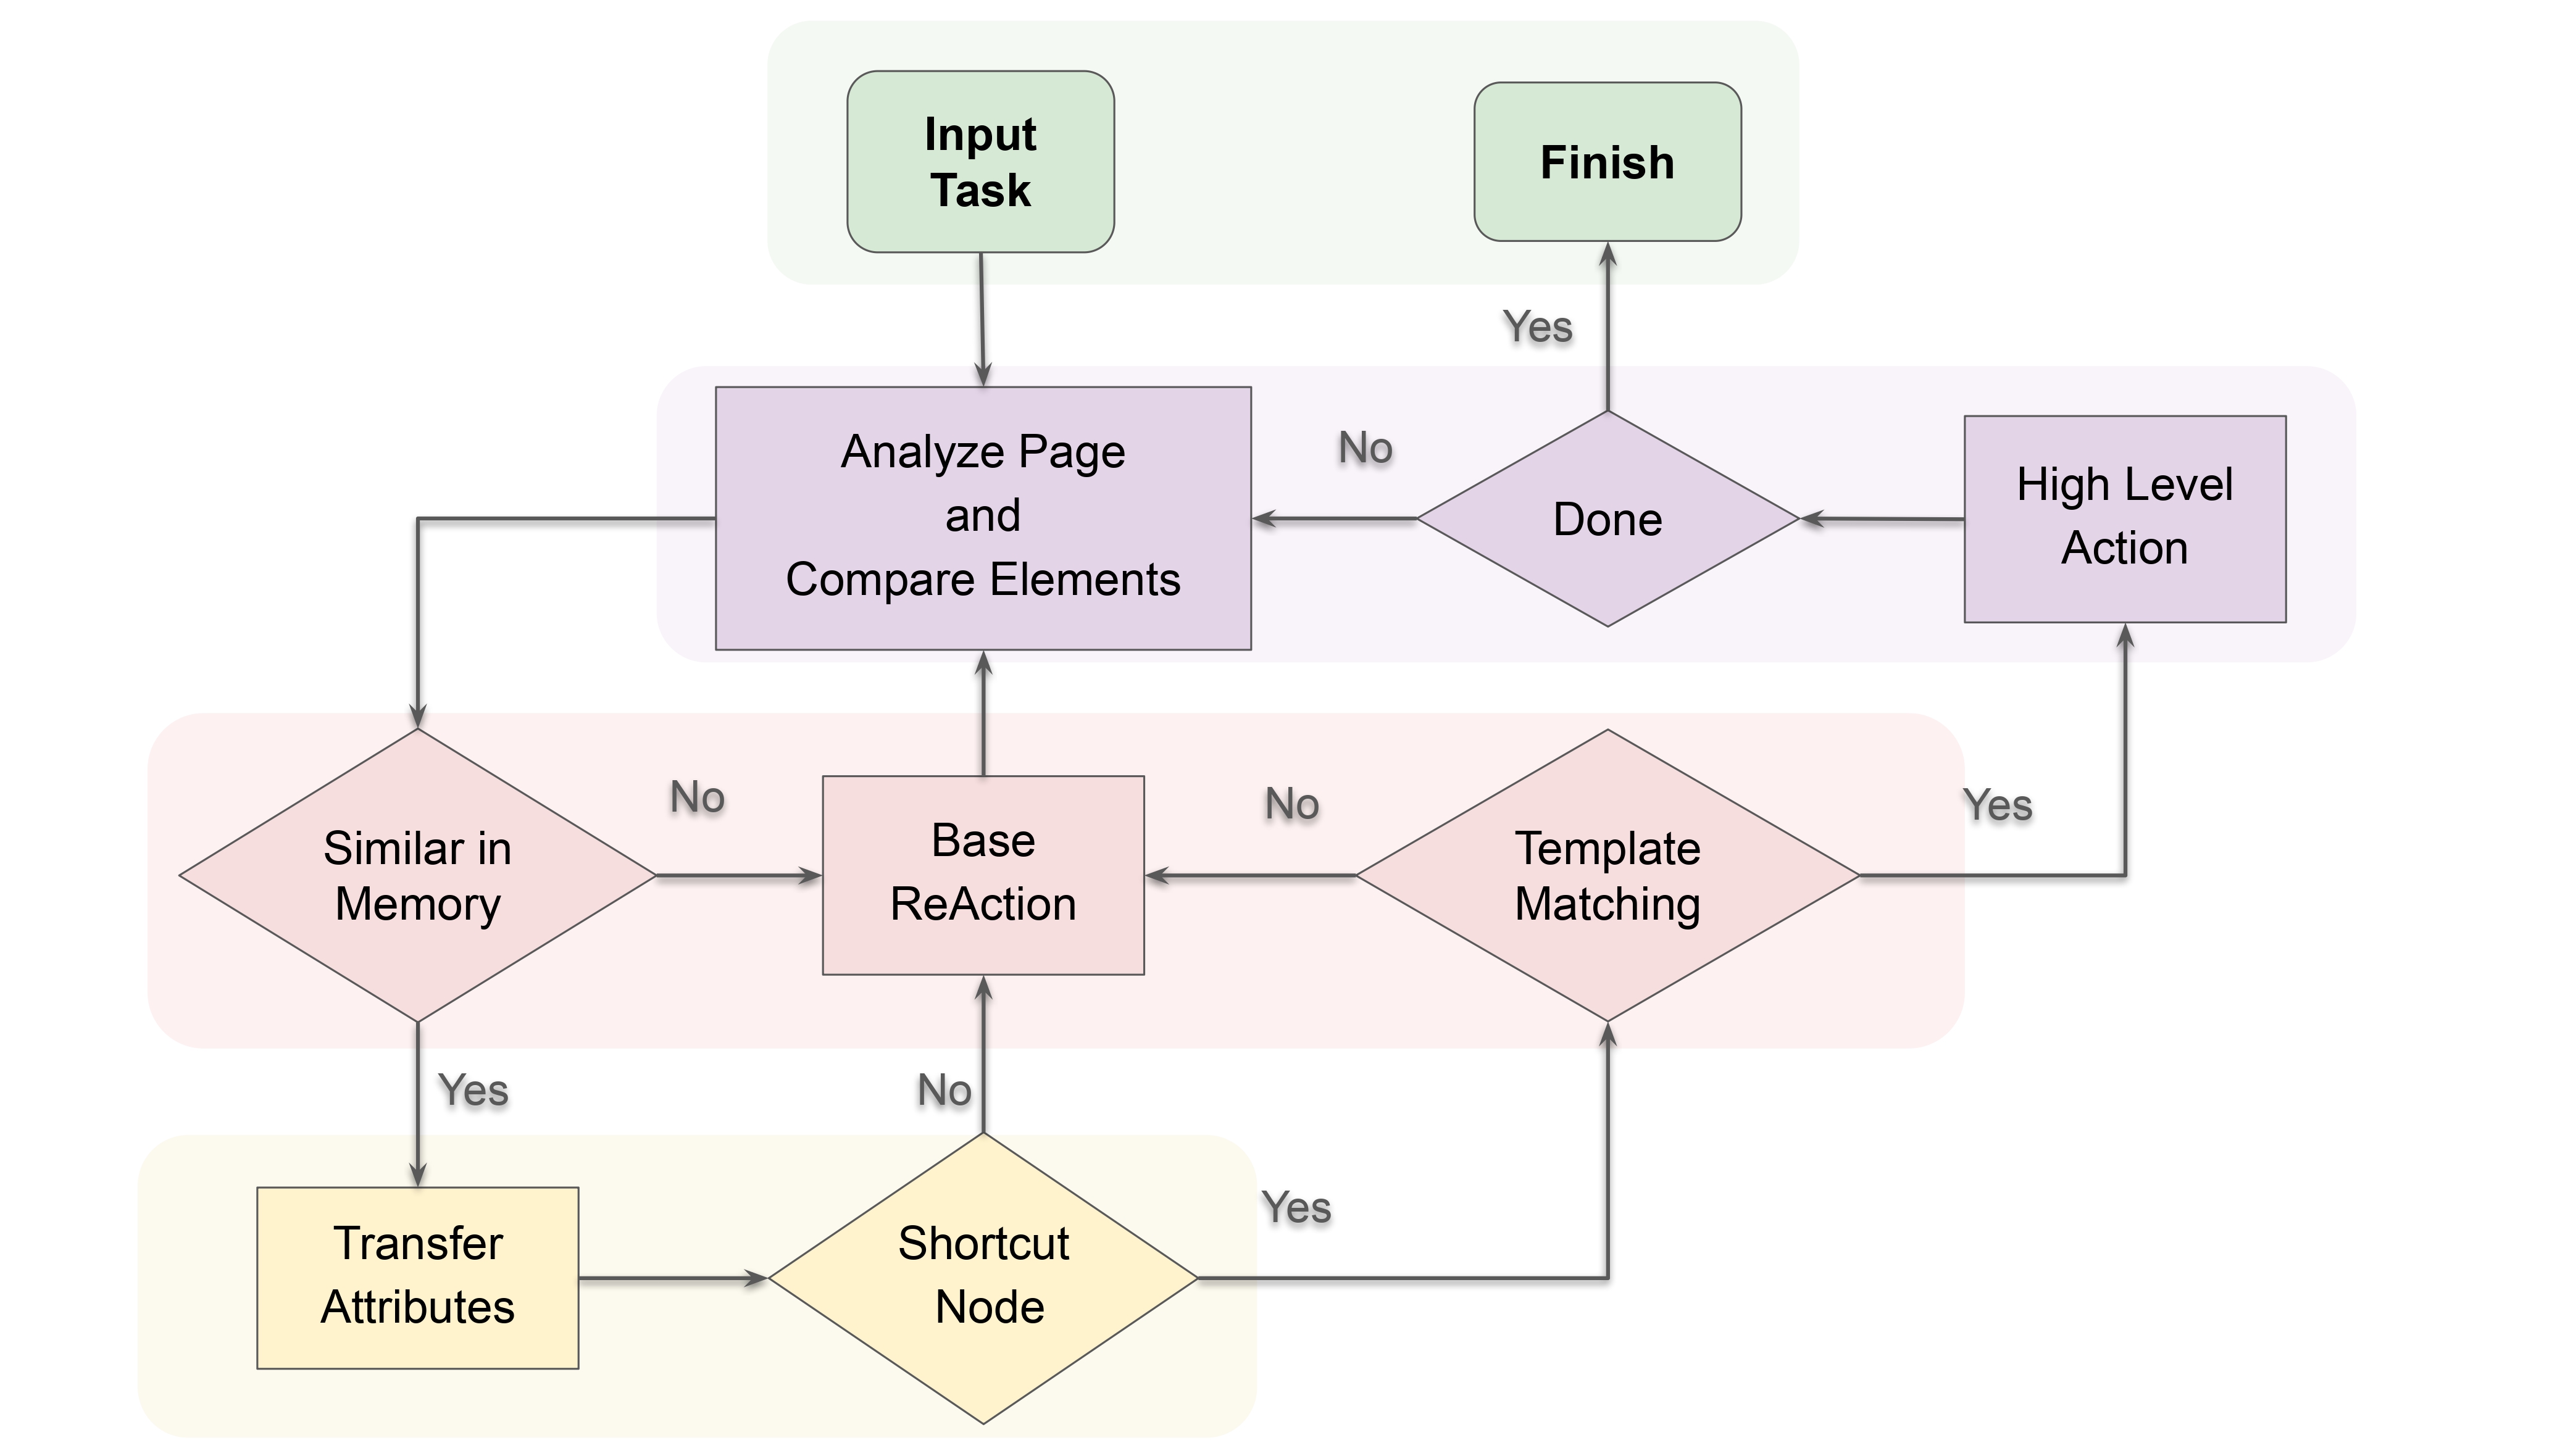 Input
Task
Finish
Yes
Analyze Page
and
Compare Elements
No
Done
High Level
Action
Similar in
Memory
No
Base
ReAction
No
Template
Matching
Yes
Yes
No
Transfer
Attributes
Shortcut
Node
Yes